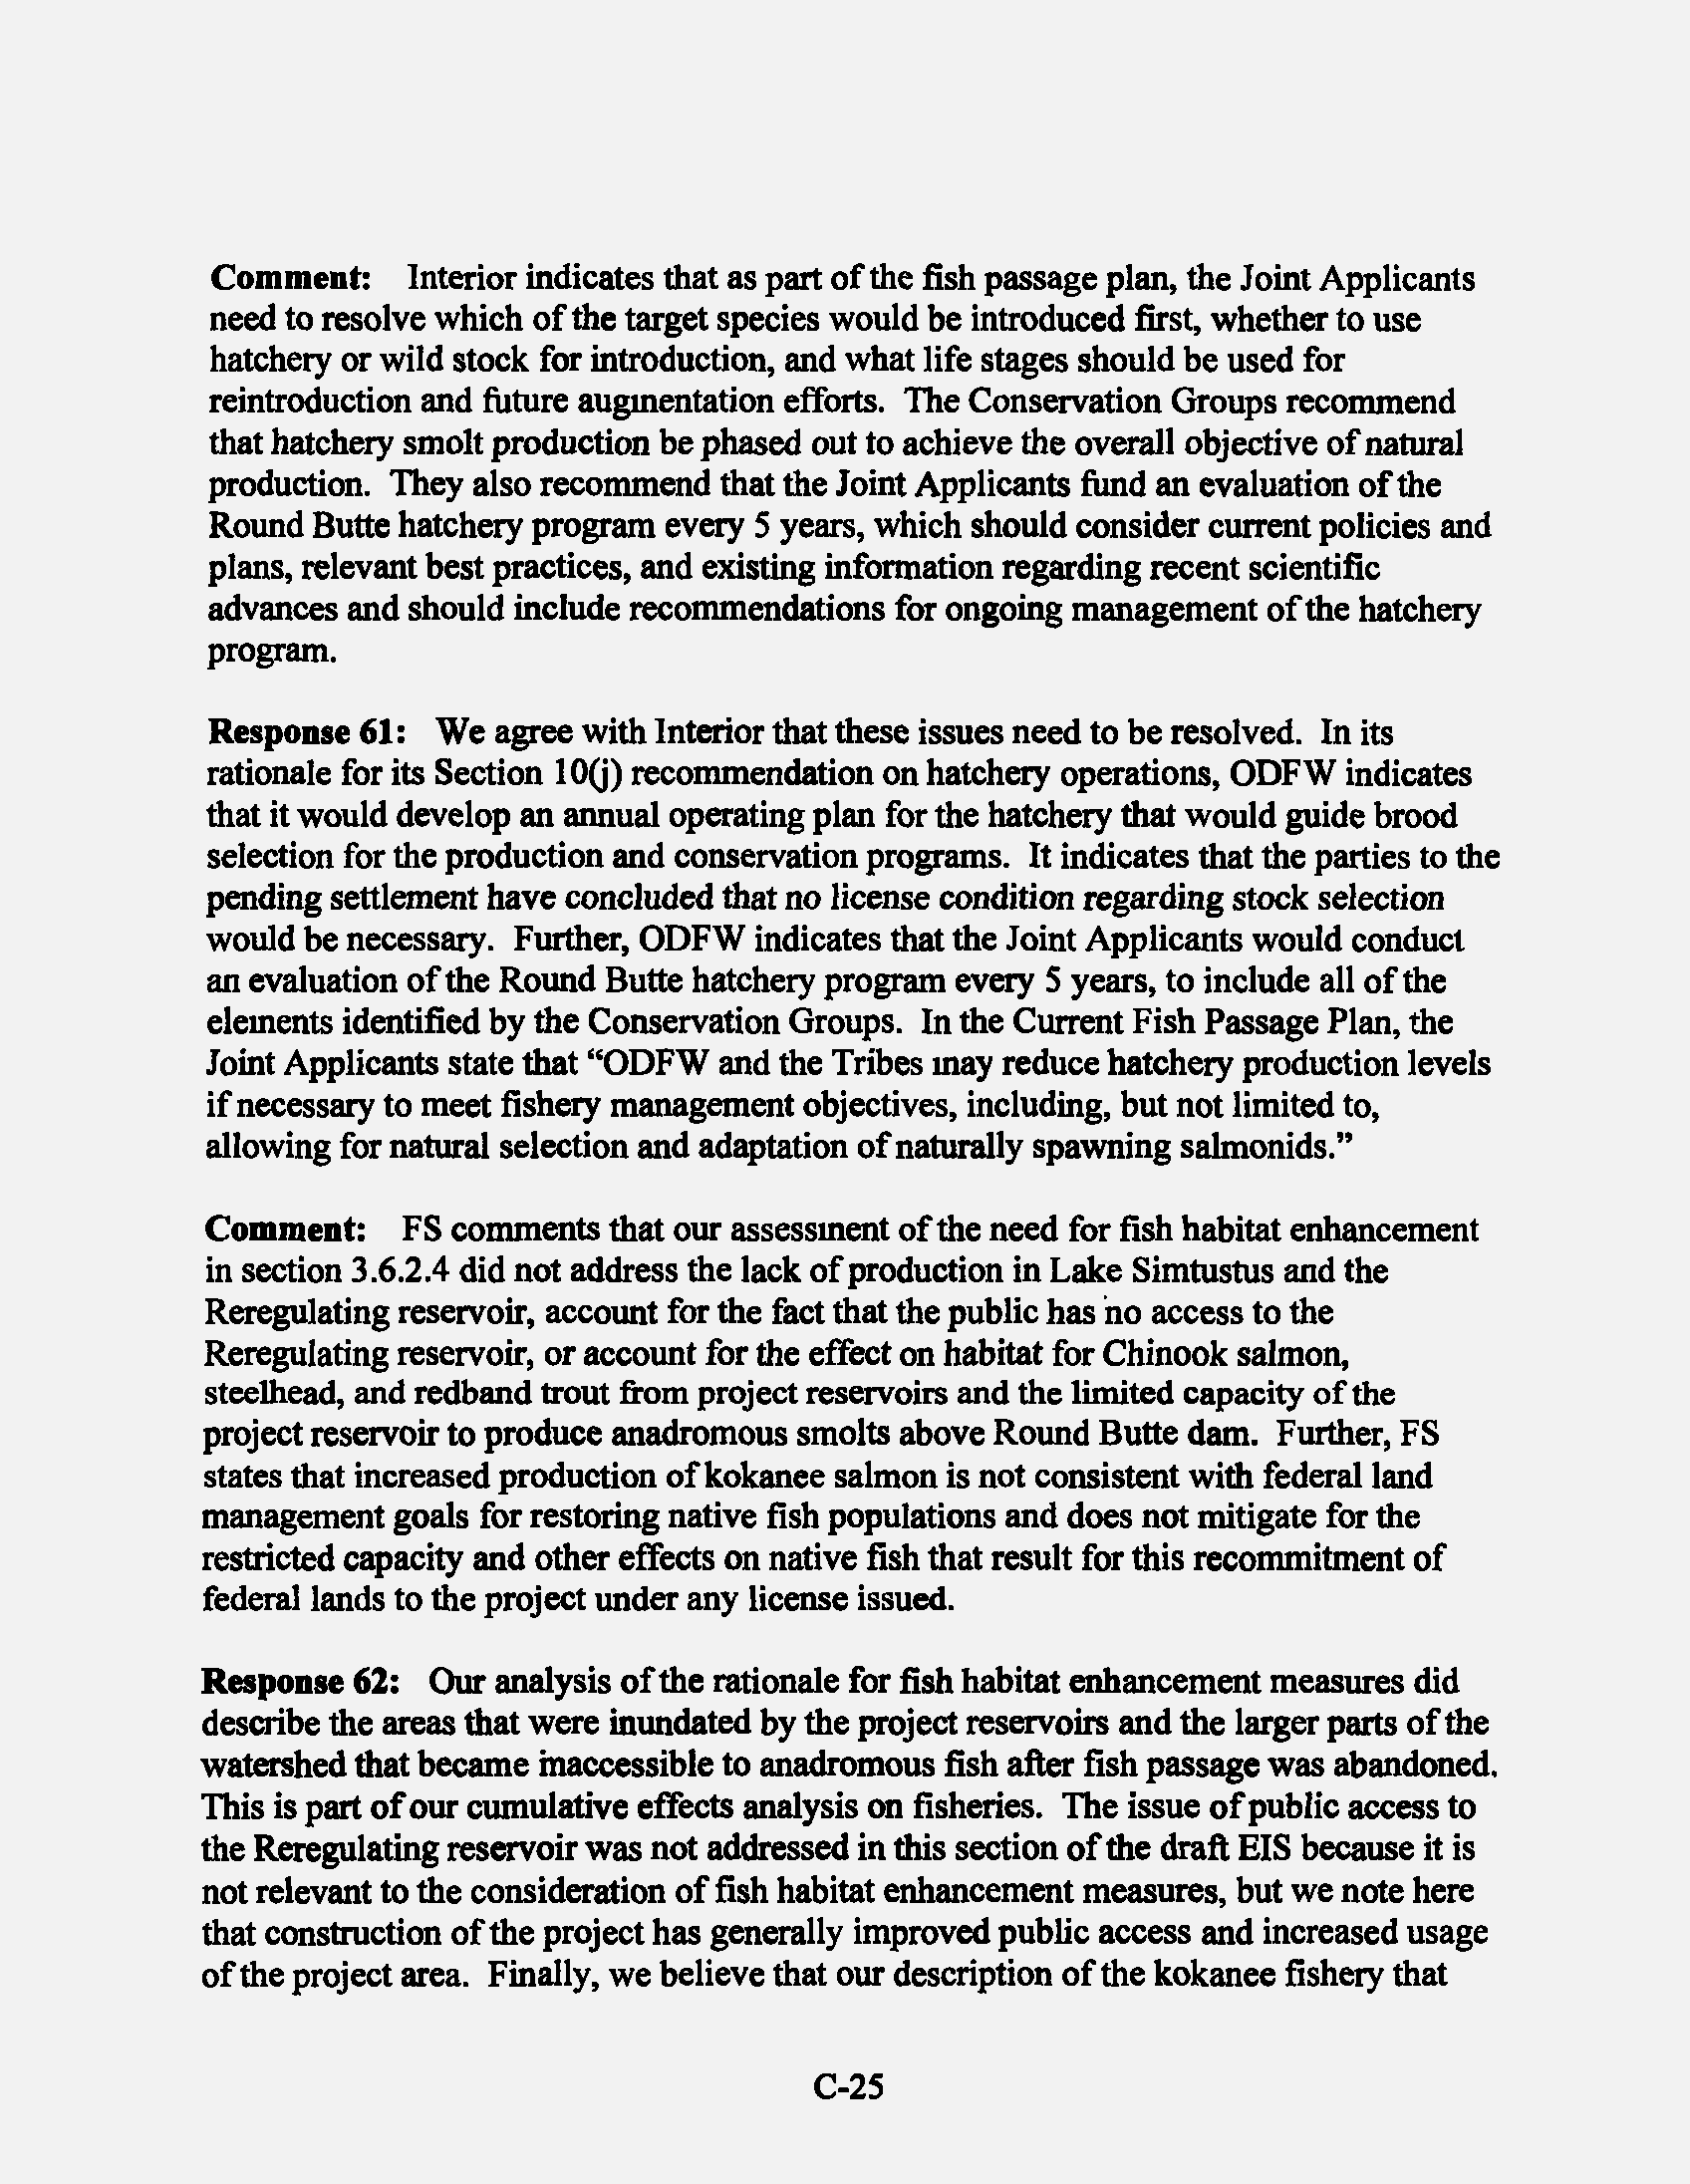 Comment: Interior indicates that as part of the fish passage plan, the Joint Applicants
need to resolve which of the target species would be introduced first, whether to use
hatchery or wild stock for introduction, and what life stages should be used for
reintroduction and future augmentation efforts. The Conservation Groups recommend
that hatchery smolt production be phased out to achieve the overall objective of natural
production. They also recommend that the Joint Applicants fund an evaluation of the
Round Butte hatchery program every 5 years, which should consider current policies and
plans, relevant best practices, and existing information regarding recent scientific
advances and should include recommendations for ongoing management of the hatchery
program.
Response 61: We agree with Interior that these issues need to be resolved. In its
rationale for its Section 10(j) recommendation on hatchery operations, ODFW indicates
that it would develop an annual operating plan for the hatchery that would guide brood
selection for the production and conservation programs. It indicates that the parties to the
pending settlement have concluded that no license condition regarding stock selection
would be necessary. Further, ODFW indicates that the Joint Applicants would conduct
an evaluation of the Round Butte hatchery program every 5 years, to include all of the
elements identified by the Conservation Groups. In the Current Fish Passage Plan, the
Joint Applicants state that “ODFW and the Tribes may reduce hatchery production levels
if necessary to meet fishery management objectives, including, but not limited to,
allowing for natural selection and adaptation of naturally spawning salmonids.”
Comment: FS comments that our assessment of the need for fish habitat enhancement
in section 3.6.2.4 did not address the lack of production in Lake Simtustus and the
Reregulating reservoir, account for the fact that the public has no access to the
Reregulating reservoir, or account for the effect on habitat for Chinook salmon,
steelhead, and redband trout from project reservoirs and the limited capacity of the
project reservoir to produce anadromous smolts above Round Butte dam. Further, FS
states that increased production of kokanee salmon is not consistent with federal land
management goals for restoring native fish populations and does not mitigate for the
restricted capacity and other effects on native fish that result for this recommitment of
federal lands to the project under any license issued.
Response 62: Our analysis of the rationale for fish habitat enhancement measures did
describe the areas that were inundated by the project reservoirs and the larger parts of the
watershed that became inaccessible to anadromous fish after fish passage was abandoned.
This is part of our cumulative effects analysis on fisheries. The issue of public access to
the Reregulating reservoir was not addressed in this section of the draft EIS because it is
not relevant to the consideration of fish habitat enhancement measures, but we note here
that construction of the project has generally improved public access and increased usage
of the project area. Finally, we believe that our description of the kokanee fishery that
C-25